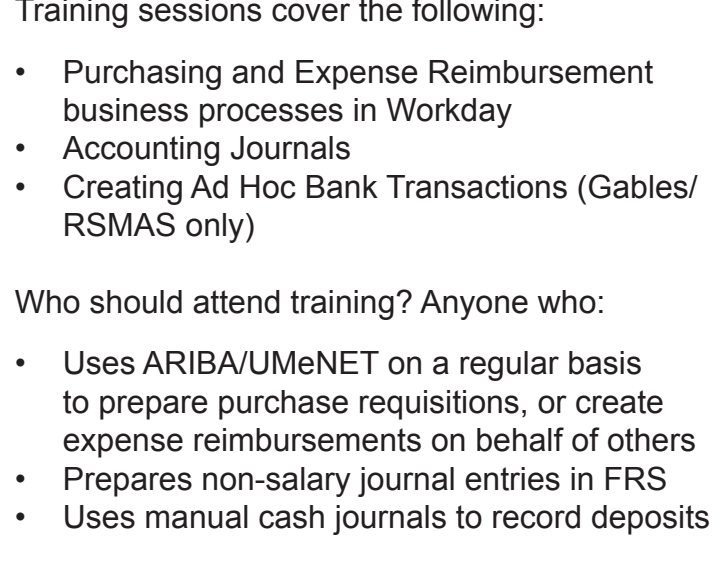 Training sessions cover the following:
• Purchasing and Expense Reimbursement
business processes in Workday
• Accounting Journals
• Creating Ad Hoc Bank Transactions (Gables/
RSMAS only)
Who should attend training? Anyone who:
• Uses ARIBA/UMeNET on a regular basis
to prepare purchase requisitions, or create
expense reimbursements on behalf of others
• Prepares non-salary journal entries in FRS
• Uses manual cash journals to record deposits